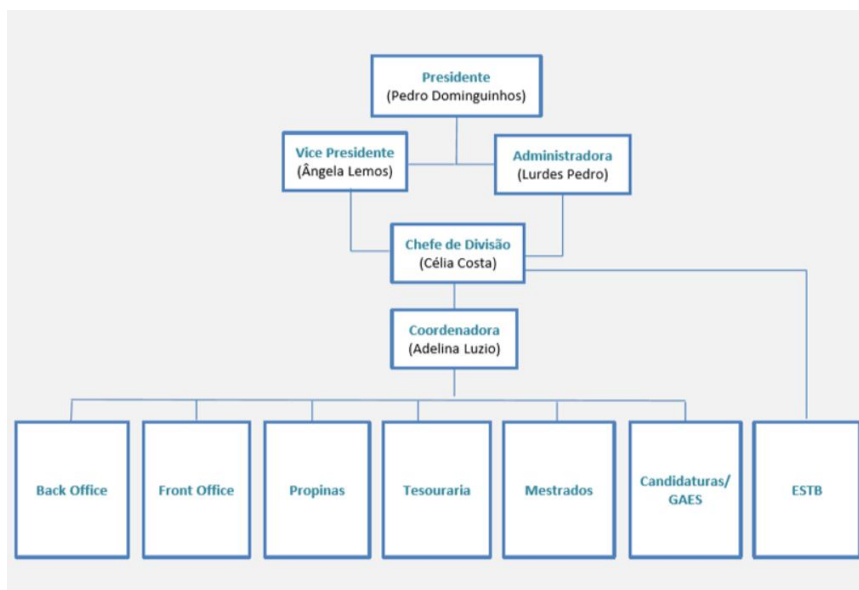 Presidente
(Pedro Dominguinhos)
Vice Presidente
(Ângela Lemos)
Administradora
(Lurdes Pedro)
Chefe de Divisão
(Célia Costa)
Coordenadora
(Adelina Luzio)
Back Office
Front Office
Propinas
Tesouraria
Mestrados
Candidaturas/
GAES
ESTB